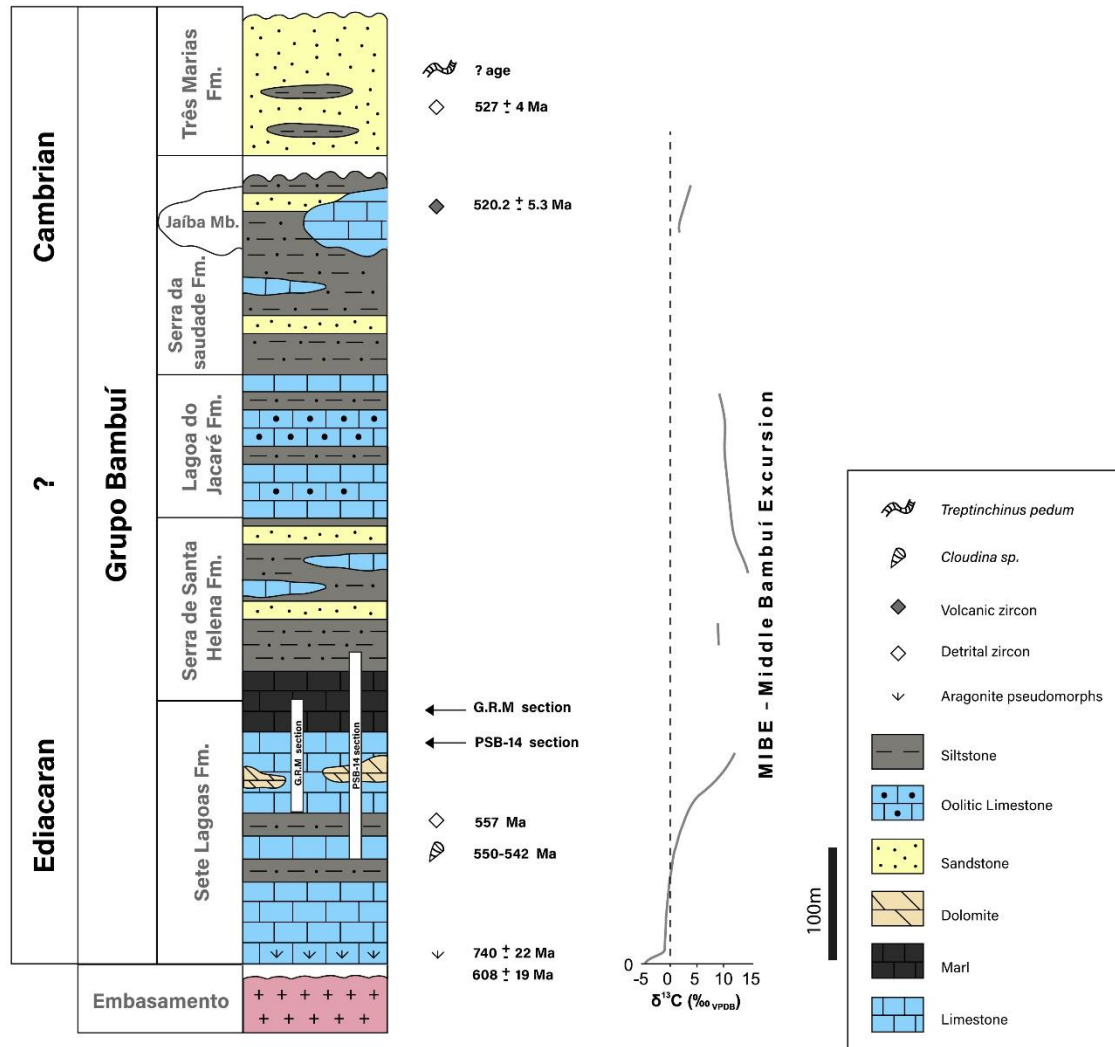 Cambrian
?
Ediacaran
Grupo Bambuí
Três Marias
Fm.
Jaíba Mb.
Serra da
saudade Fm.
Lagoa do
Jacaré Fm.
Serra de Santa
Helena Fm.
Sete Lagoas Fm.
Embasamento
G.R.M section
PSB-14 section
? age
527 ± 4 Ma
520.2 ± 5.3 Ma
G.R.M section
PSB-14 section
557 Ma
550-542 Ma
740 ± 22 Ma
608 ± 19 Ma
0
-5 0 5 10 15
δ¹³C (‰ VPDB)
MIBE - Middle Bambuí Excursion
100m
Treptinchinus pedum
Cloudina sp.
Volcanic zircon
Detrital zircon
Aragonite pseudomorphs
Siltstone
Oolitic Limestone
Sandstone
Dolomite
Marl
Limestone